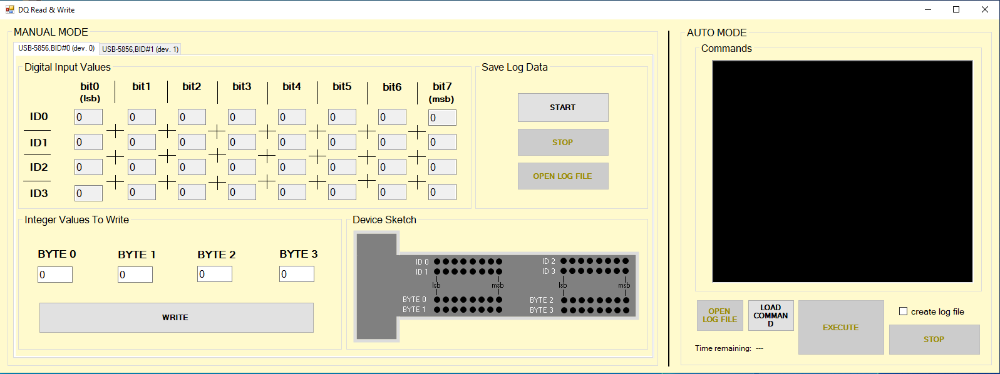 DQ Read & Write
MANUAL MODE
USB-5856,BID#0 (dev. 0)
USB-5856,BID#1 (dev. 1)
Digital Input Values
bit0 bit1 bit2 bit3 bit4 bit5 bit6 bit7
(lsb) (msb)
ID0 0 0 0 0 0 0 0 0
ID1 0 0 0 0 0 0 0 0
ID2 0 0 0 0 0 0 0 0
ID3 0 0 0 0 0 0 0 0
Save Log Data
START
STOP
OPEN LOG FILE
Integer Values To Write
BYTE 0 BYTE 1 BYTE 2 BYTE 3
0 0 0 0
WRITE
Device Sketch
ID 0 ID 2
ID 1 ID 3
lsb msb lsb msb
BYTE 0 BYTE 2
BYTE 1 BYTE 3
AUTO MODE
Commands
OPEN
LOG FILE
LOAD
COMMAN
D
EXECUTE
create log file
STOP
Time remaining: ---